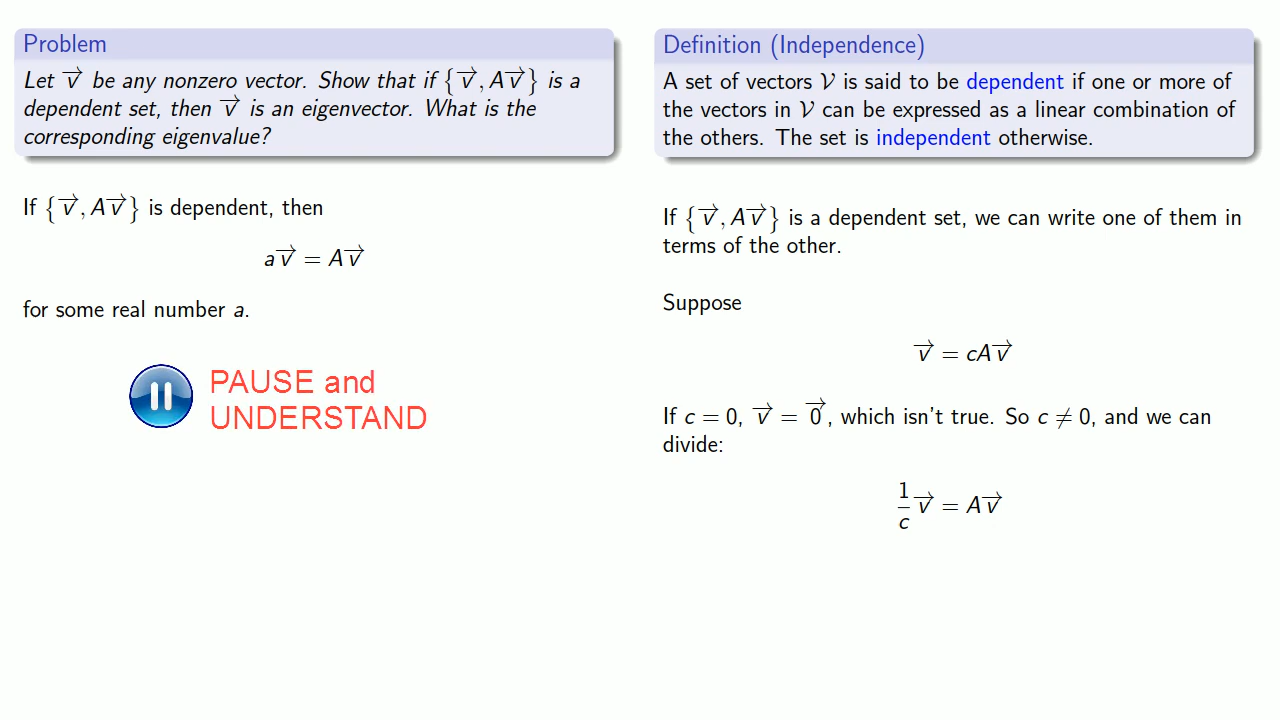 Problem
Let v⃗ be any nonzero vector. Show that if {v⃗, Av⃗} is a
dependent set, then v⃗ is an eigenvector. What is the
corresponding eigenvalue?
If {v⃗, Av⃗} is dependent, then
av⃗ = Av⃗
for some real number a.
PAUSE and
UNDERSTAND
Definition (Independence)
A set of vectors 𝒱 is said to be dependent if one or more of
the vectors in 𝒱 can be expressed as a linear combination of
the others. The set is independent otherwise.
If {v⃗, Av⃗} is a dependent set, we can write one of them in
terms of the other.
Suppose
v⃗ = cAv⃗
If c = 0, v⃗ = 0⃗, which isn't true. So c ≠ 0, and we can
divide:
1/c v⃗ = Av⃗